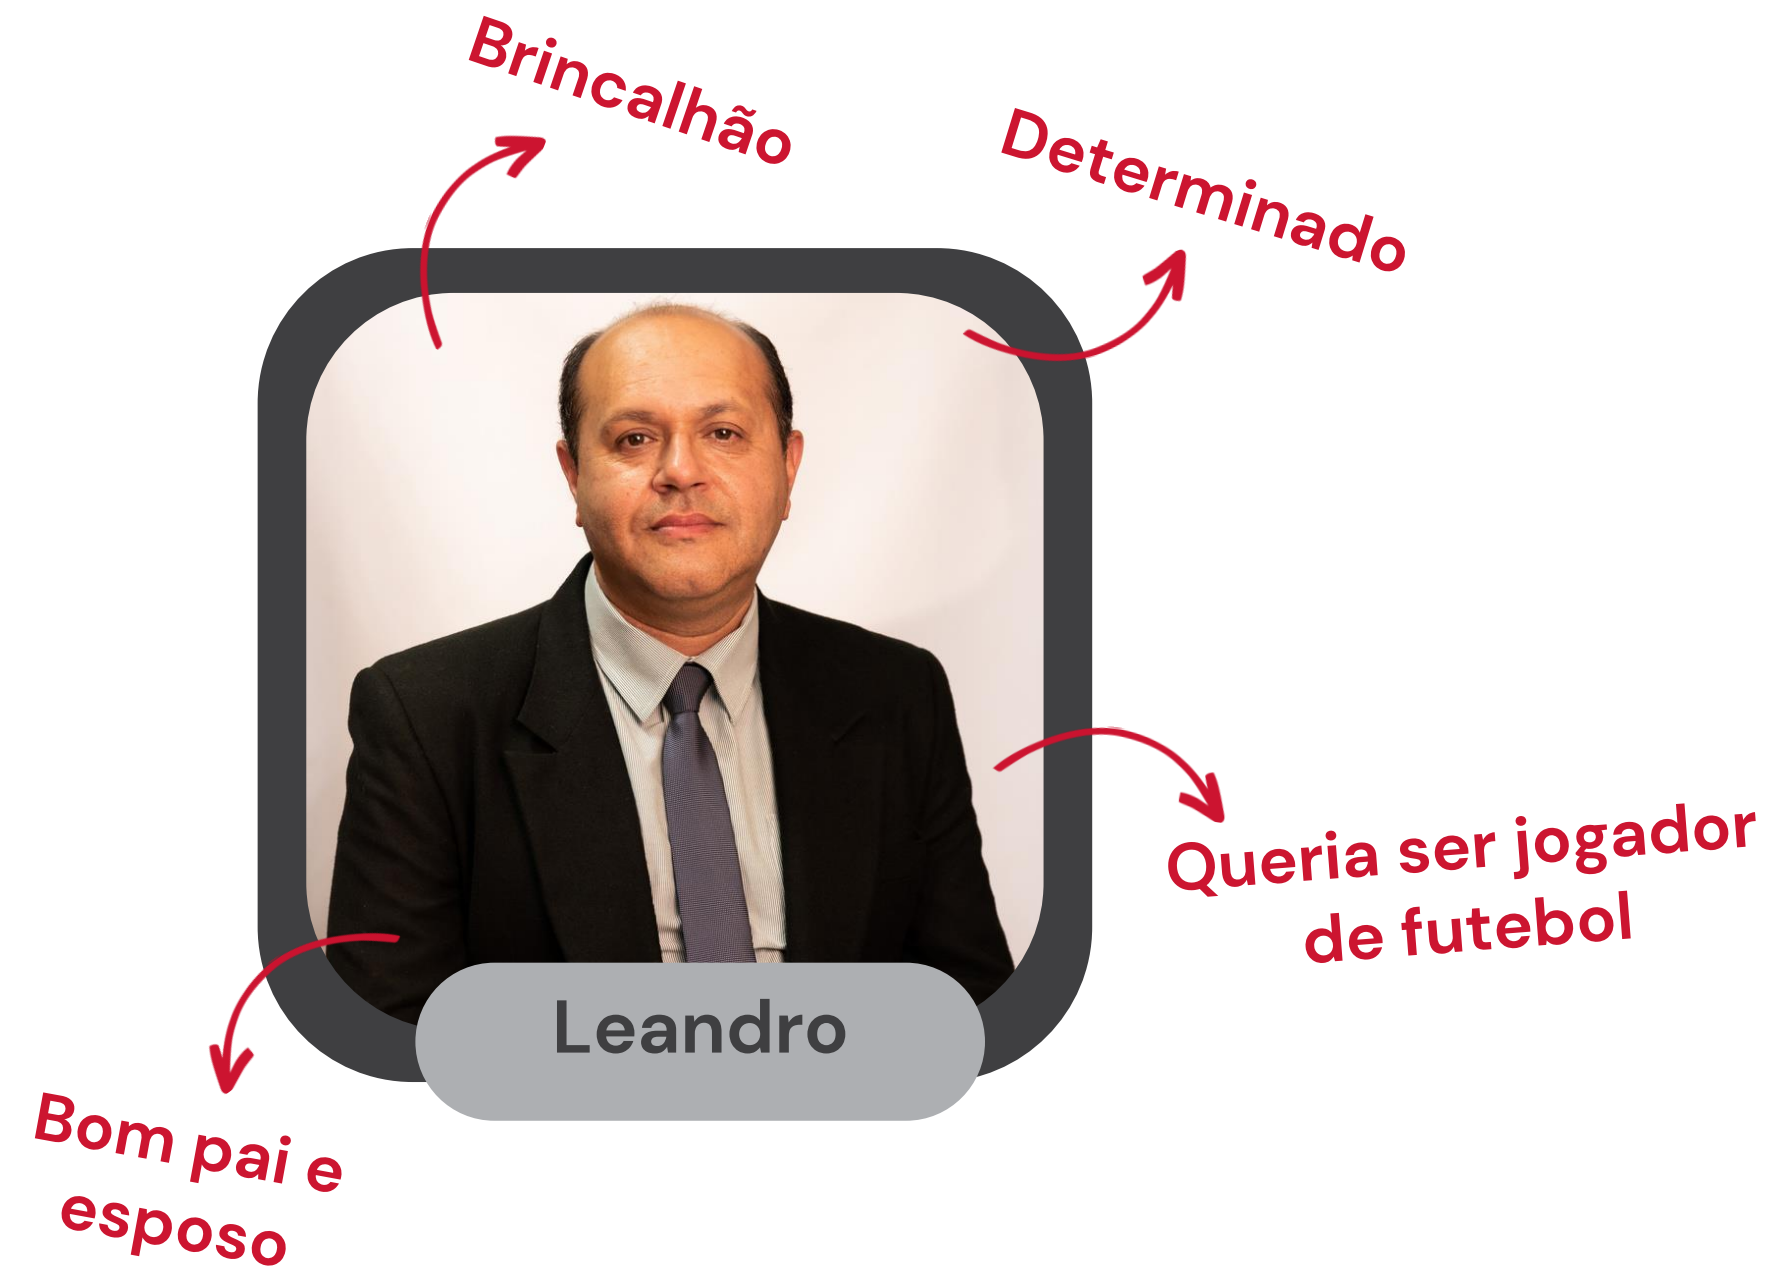 Brincalhão
Determinado
Queria ser jogador
de futebol
Leandro
Bom pai e
esposo